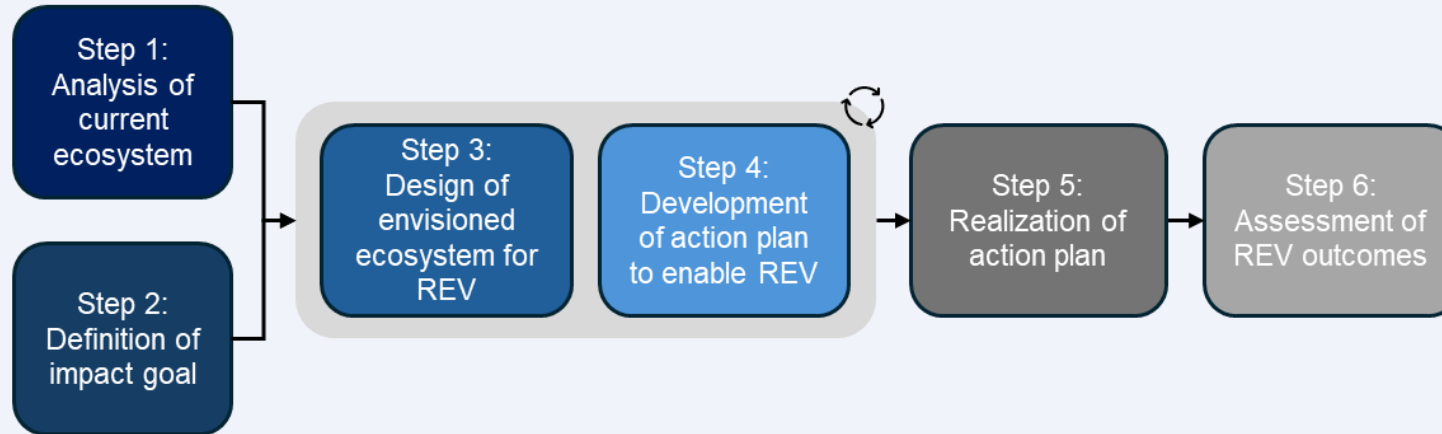 Step 1:
Analysis of
current
ecosystem
Step 2:
Definition of
impact goal
Step 3:
Design of
envisioned
ecosystem for
REV
Step 4:
Development
of action plan
to enable REV
Step 5:
Realization of
action plan
Step 6:
Assessment of
REV outcomes